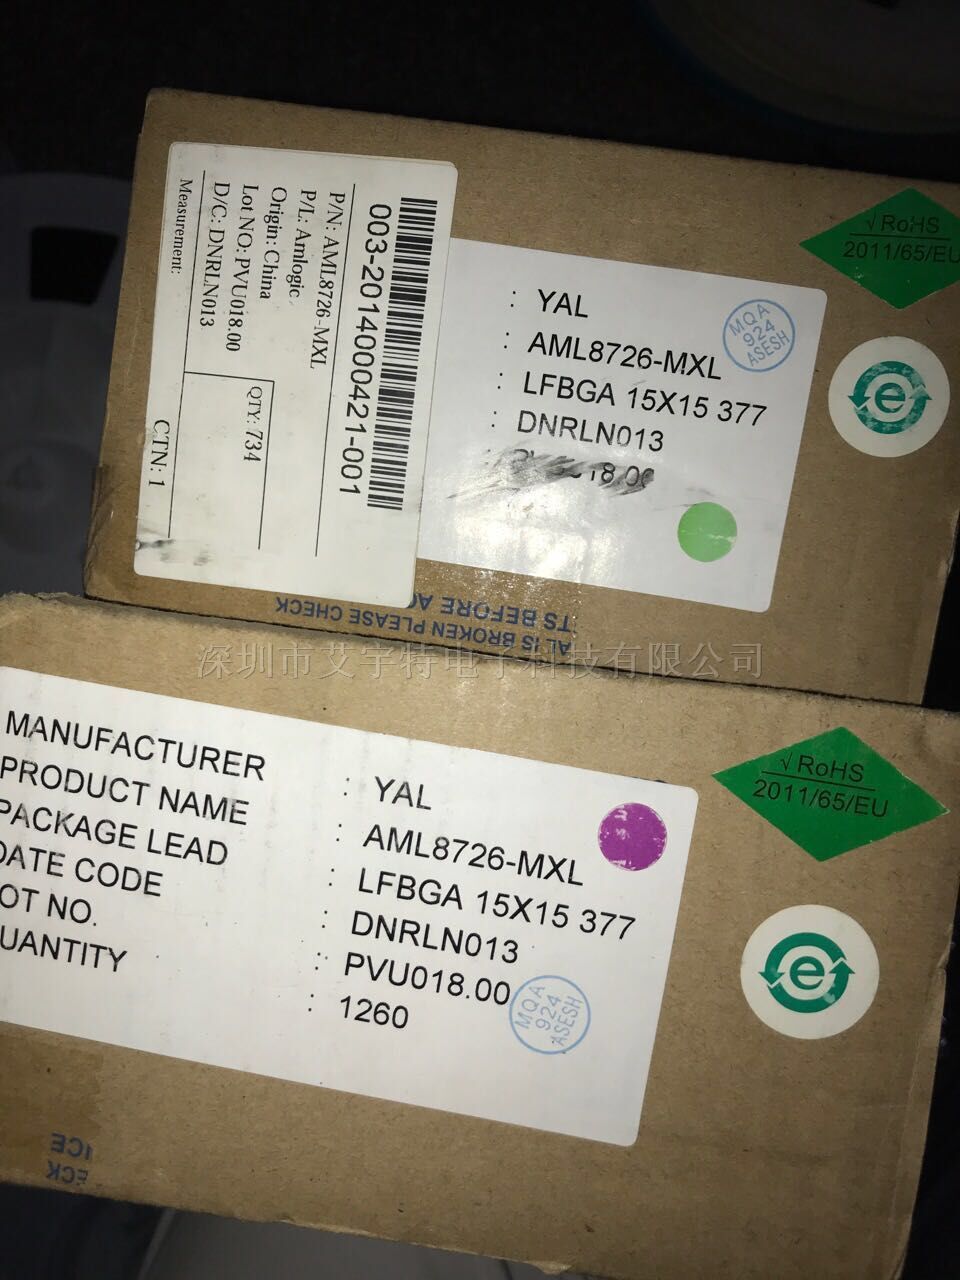 003-2014000421-001
P/N: AML8726-MXL
P/L: Amlogic
Origin: China
Lot NO: PVU018.00
D/C: DNRLN013
Measurement:
QTY: 734
CTN: 1
: YAL
: AML8726-MXL
: LFBGA 15X15 377
: DNRLN013
18.00
MQA
924
ASESH
√ RoHS
2011/65/EU
e
TS BEFORE AC
AL IS BROKEN PLEASE CHECK
深圳市艾宇特电子科技有限公司
MANUFACTURER : YAL
PRODUCT NAME : AML8726-MXL
PACKAGE LEAD : LFBGA 15X15 377
DATE CODE : DNRLN013
OT NO. : PVU018.00
UANTITY : 1260
MQA
924
ASESH
√ RoHS
2011/65/EU
e
ICE
ECK